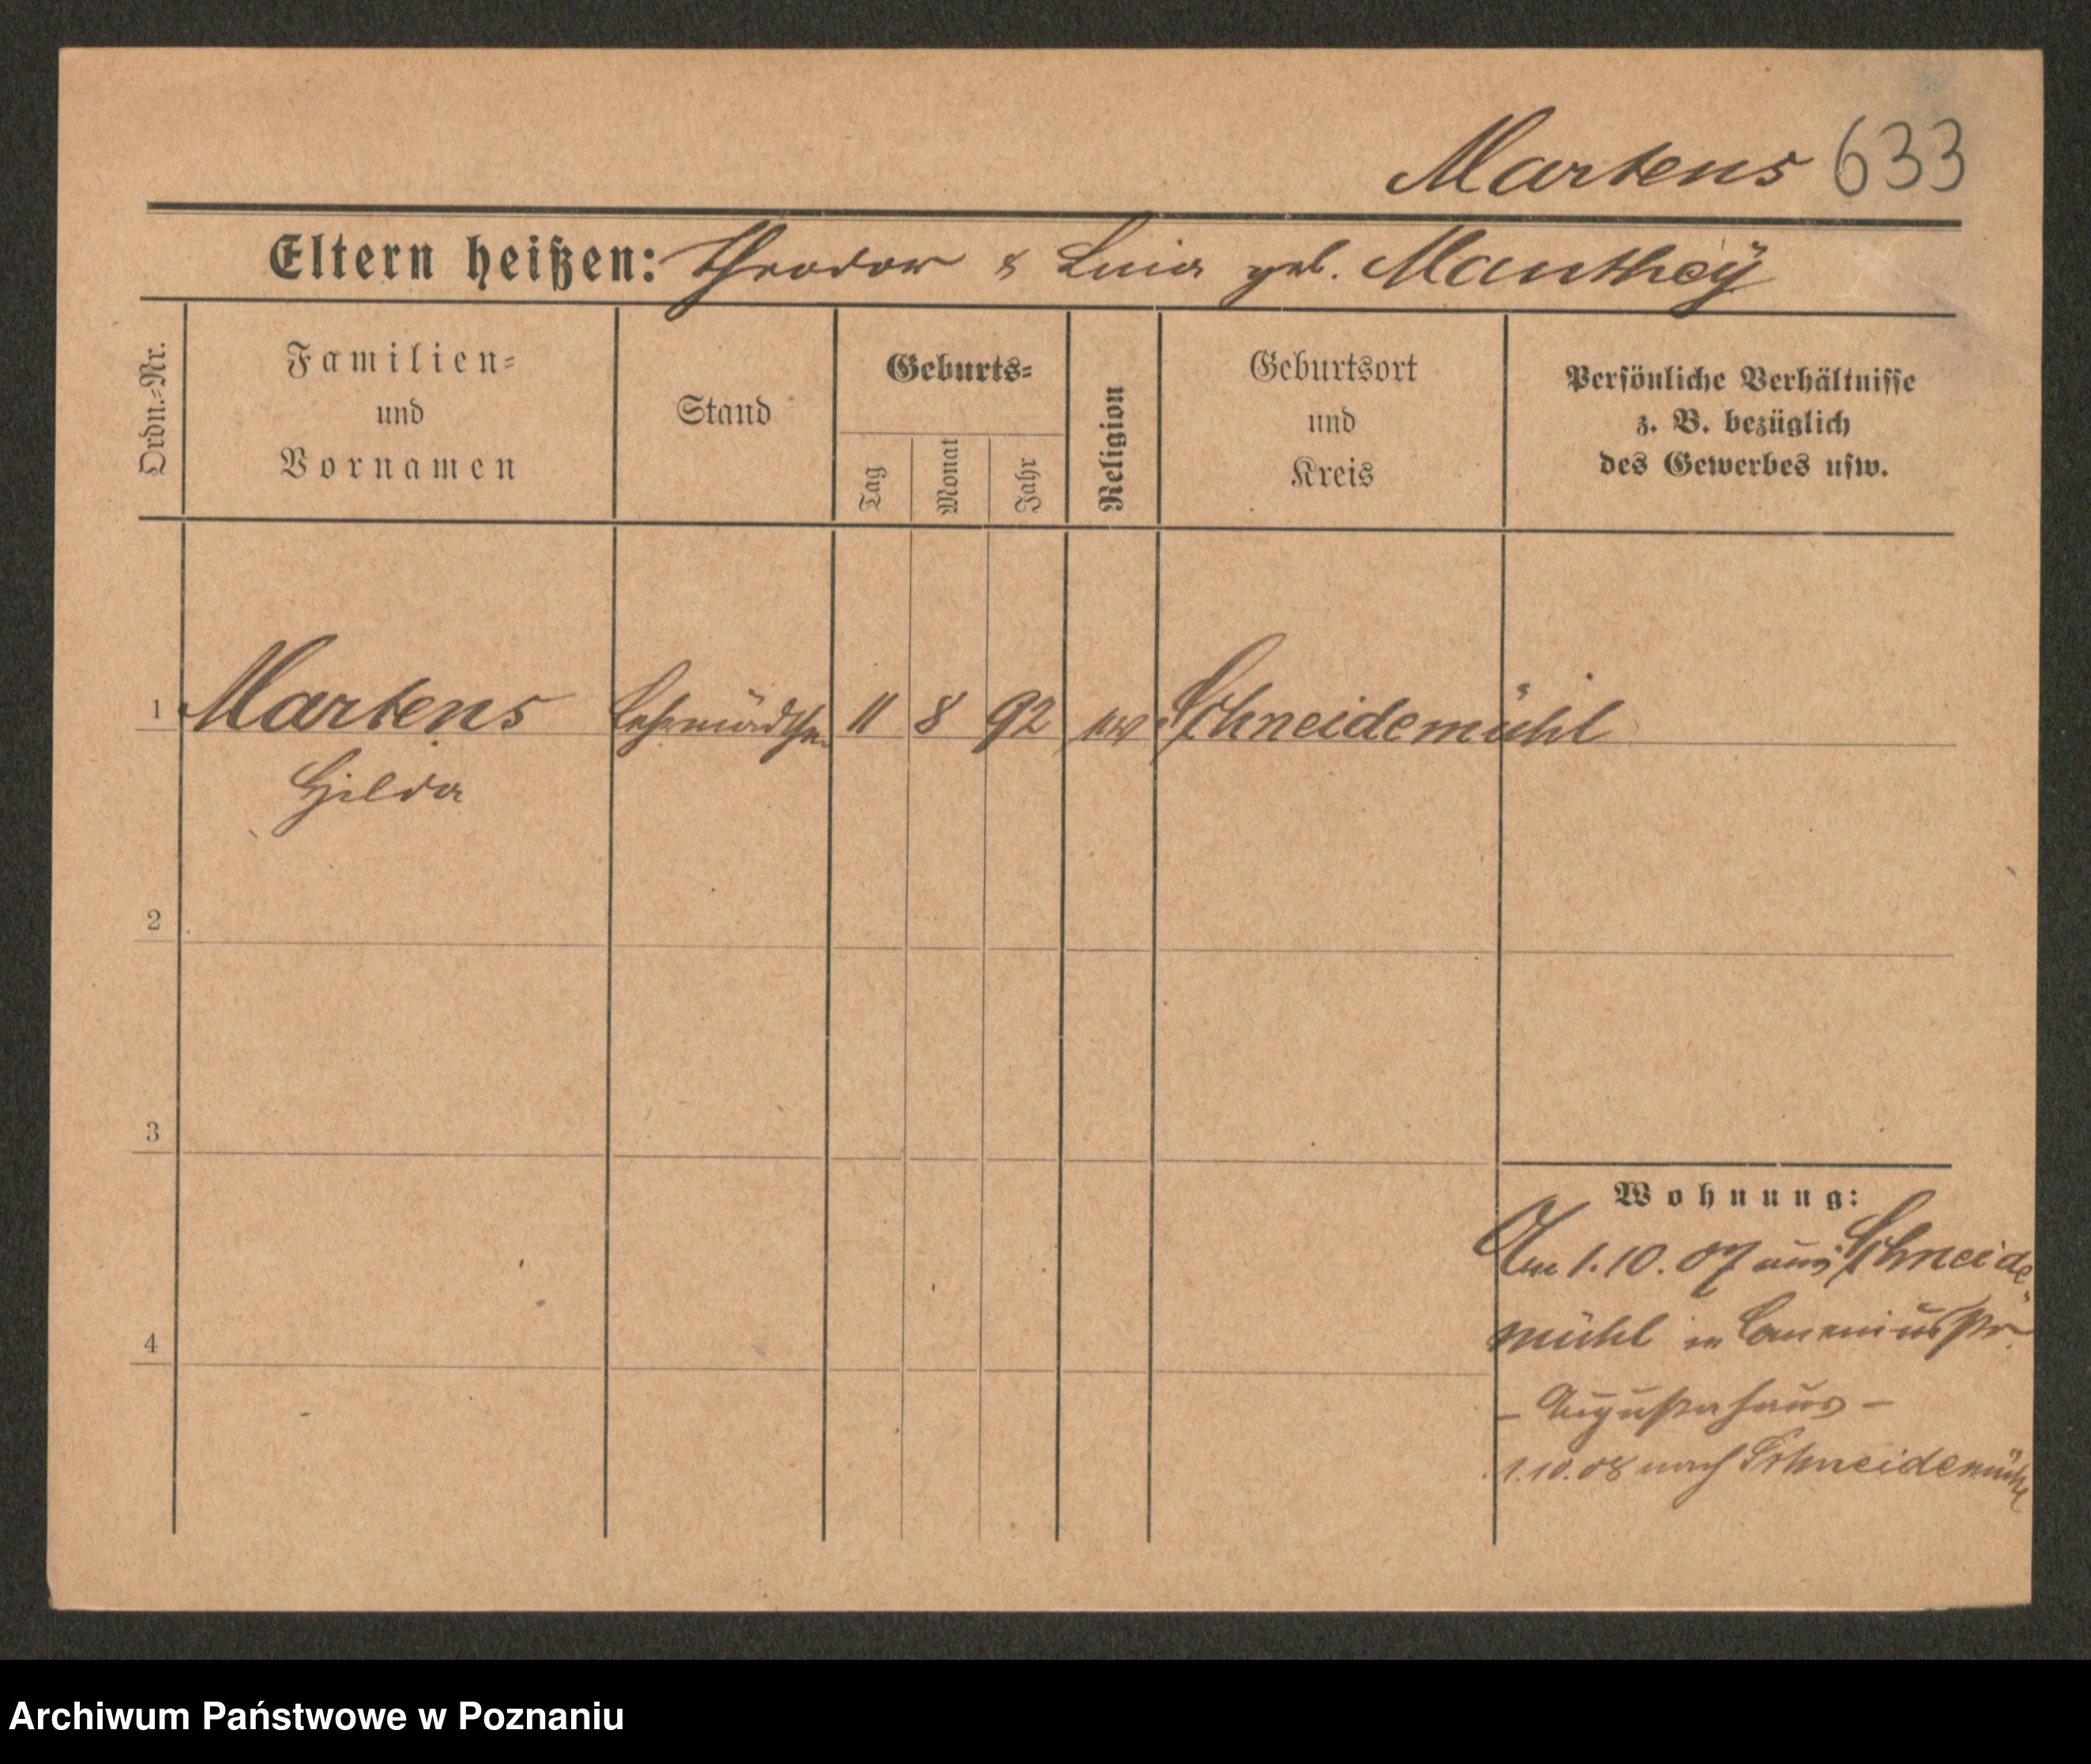 Martens 633
Eltern heißen: Theodor & Luise geb. Manthey
Ordn.-Nr.
Familien-
und
Vornamen
Stand
Geburts-
Tag
Monat
Jahr
Religion
Geburtsort
und
Kreis
Persönliche Verhältnisse
z. B. bezüglich
des Gewerbes usw.
1 Martens 11 8 92 Schneidemühl
Hilda
2
3
4
Wohnung:
Am 1.10.07 aus Schneide
mühl in
- Augustahaus -
1.10.08 nach Schneidemühl
Archiwum Państwowe w Poznaniu